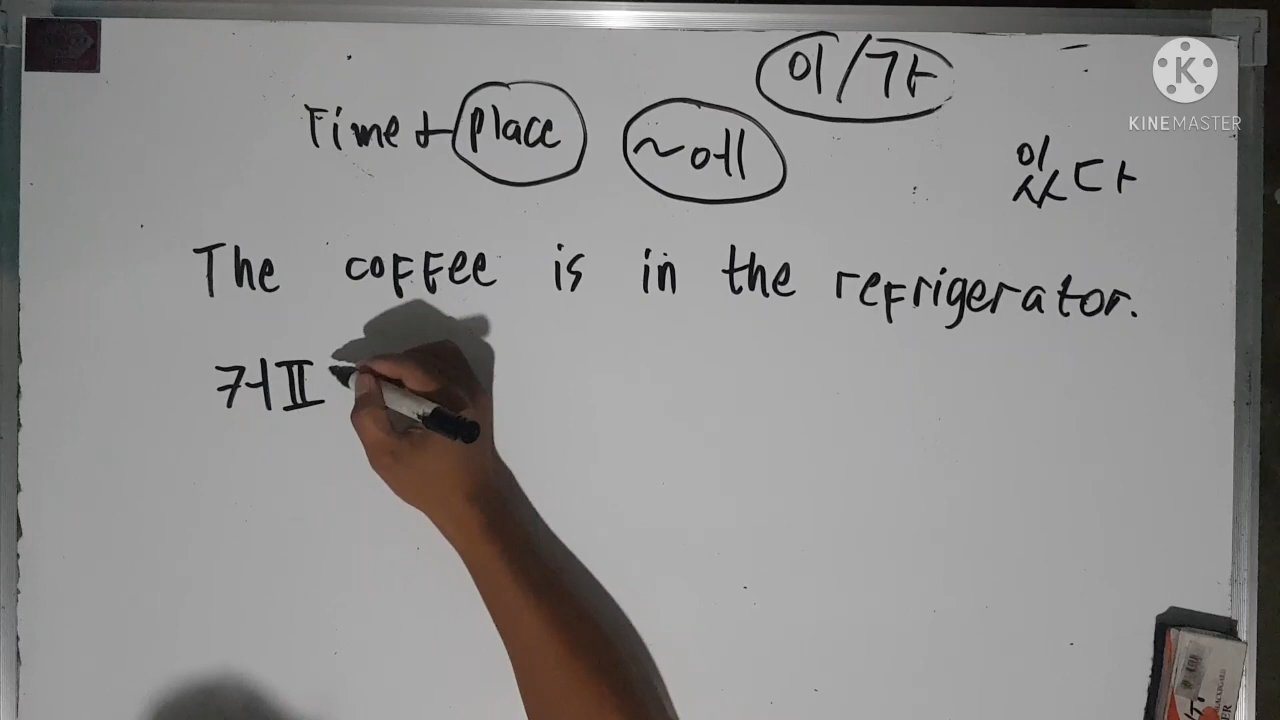 이/가
K
KINEMASTER
Time + place ~에
있다
The coffee is in the refrigerator.
커피